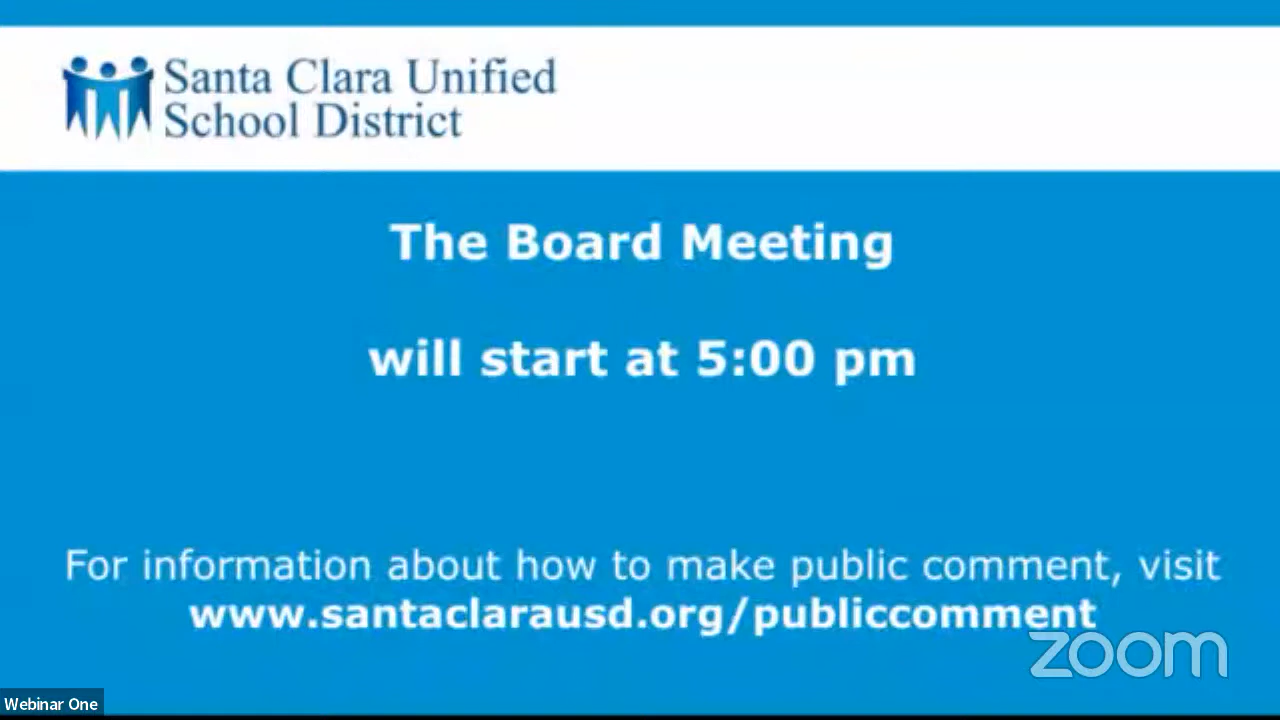 Santa Clara Unified
School District
The Board Meeting
will start at 5:00 pm
For information about how to make public comment, visit
www.santaclarausd.org/publiccomment
zoom
Webinar One